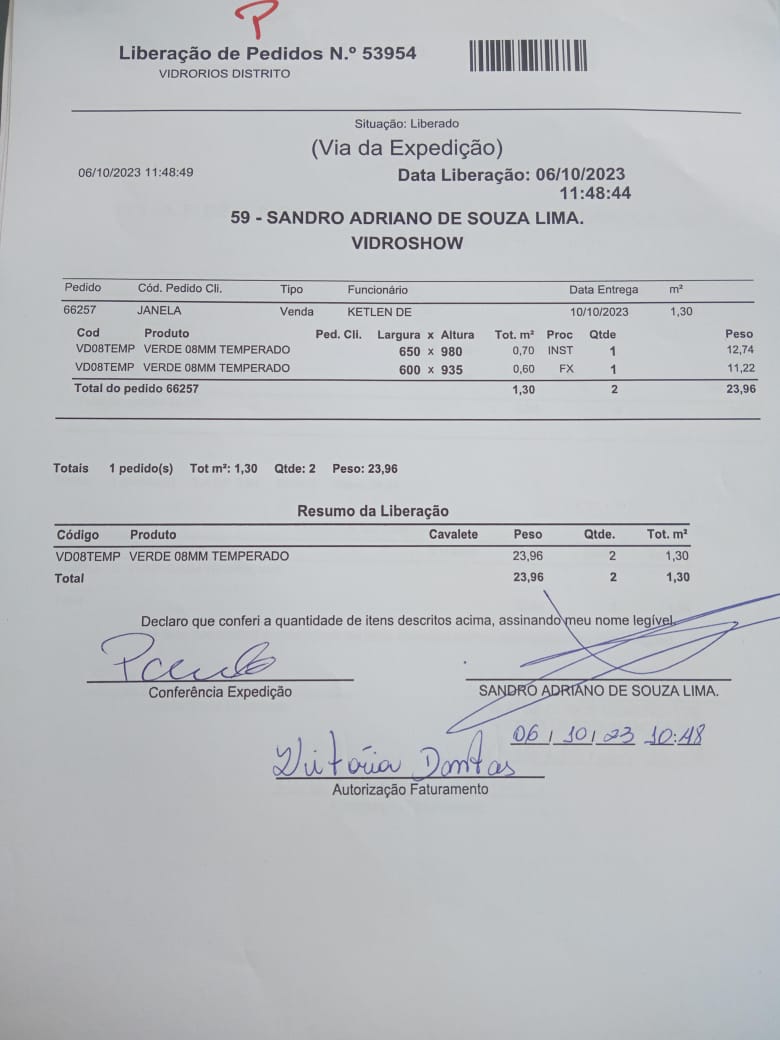 P
Liberação de Pedidos N.º 53954
VIDRORIOS DISTRITO
Situação: Liberado
(Via da Expedição)
06/10/2023 11:48:49
Data Liberação: 06/10/2023
11:48:44
59 - SANDRO ADRIANO DE SOUZA LIMA.
VIDROSHOW
Pedido Cód. Pedido Cli. Tipo Funcionário Data Entrega m²
66257 JANELA Venda KETLEN DE 10/10/2023 1,30
Cod Produto Ped. Cli. Largura x Altura Tot. m² Proc Qtde Peso
VD08TEMP VERDE 08MM TEMPERADO 650 x 980 0,70 INST 1 12,74
VD08TEMP VERDE 08MM TEMPERADO 600 x 935 0,60 FX 1 11,22
Total do pedido 66257 1,30 2 23,96
Totais 1 pedido(s) Tot m²: 1,30 Qtde: 2 Peso: 23,96
Resumo da Liberação
Código Produto Cavalete Peso Qtde. Tot. m²
VD08TEMP VERDE 08MM TEMPERADO 23,96 2 1,30
Total 23,96 2 1,30
Declaro que conferi a quantidade de itens descritos acima, assinando meu nome legível.
Conferência Expedição
SANDRO ADRIANO DE SOUZA LIMA.
06/10/23 10:48
Vitória Dantas
Autorização Faturamento